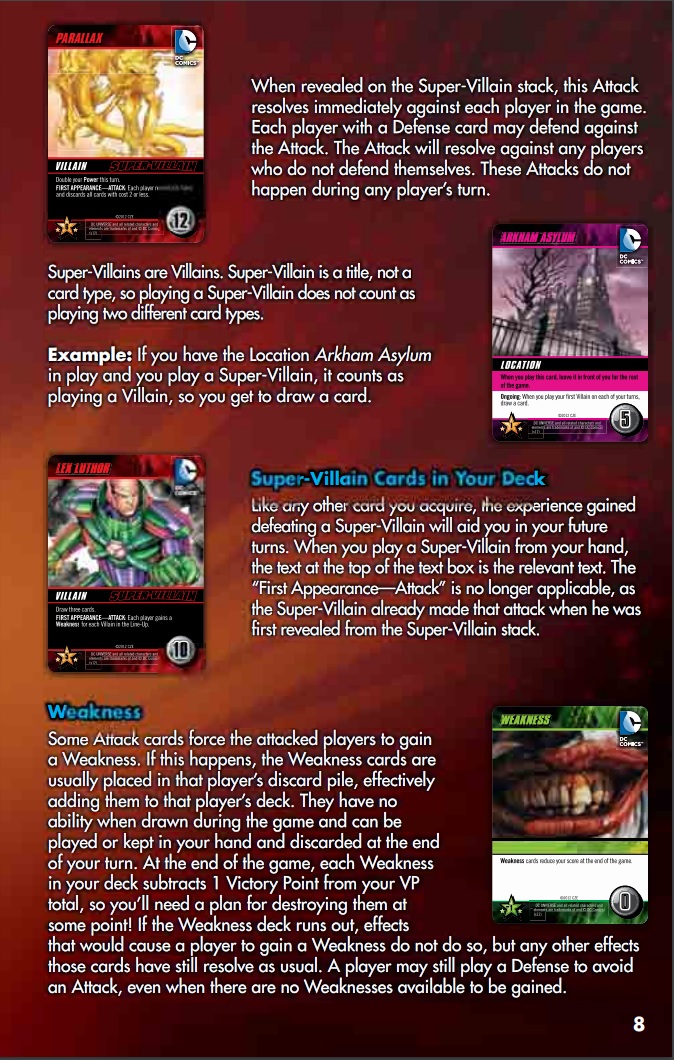 PARALLAX
DC
COMICS™
VILLAIN SUPER-VILLAIN
Double your Power this turn.
FIRST APPEARANCE—ATTACK: Each player
and discards all cards with cost 2 or less.
12
When revealed on the Super-Villain stack, this Attack
resolves immediately against each player in the game.
Each player with a Defense card may defend against
the Attack. The Attack will resolve against any players
who do not defend themselves. These Attacks do not
happen during any player's turn.
Super-Villains are Villains. Super-Villain is a title, not a
card type, so playing a Super-Villain does not count as
playing two different card types.
Example: If you have the Location Arkham Asylum
in play and you play a Super-Villain, it counts as
playing a Villain, so you get to draw a card.
ARKHAM ASYLUM
DC
COMICS™
LOCATION
When you play this card, leave it in front of you for the rest
of the game.
Ongoing: When you play your first Villain on each of your turns,
draw a card.
5
LEX LUTHOR
DC
COMICS™
VILLAIN SUPER-VILLAIN
Draw three cards.
FIRST APPEARANCE—ATTACK: Each player gains a
Weakness for each Villain in the Line-Up.
10
Super-Villain Cards in Your Deck
Like any other card you acquire, the experience gained
defeating a Super-Villain will aid you in your future
turns. When you play a Super-Villain from your hand,
the text at the top of the text box is the relevant text. The
“First Appearance—Attack” is no longer applicable, as
the Super-Villain already made that attack when he was
first revealed from the Super-Villain stack.
Weakness
Some Attack cards force the attacked players to gain
a Weakness. If this happens, the Weakness cards are
usually placed in that player's discard pile, effectively
adding them to that player's deck. They have no
ability when drawn during the game and can be
played or kept in your hand and discarded at the end
of your turn. At the end of the game, each Weakness
in your deck subtracts 1 Victory Point from your VP
total, so you'll need a plan for destroying them at
some point! If the Weakness deck runs out, effects
that would cause a player to gain a Weakness do not do so, but any other effects
those cards have still resolve as usual. A player may still play a Defense to avoid
an Attack, even when there are no Weaknesses available to be gained.
WEAKNESS
DC
COMICS™
Weakness cards reduce your score at the end of the game.
0
8